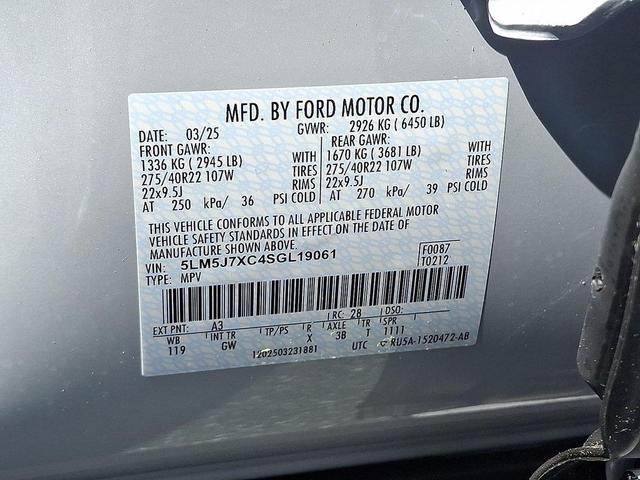 MFD. BY FORD MOTOR CO.
DATE: 03/25 GVWR: 2926 KG ( 6450 LB)
FRONT GAWR: REAR GAWR:
1336 KG ( 2945 LB) WITH 1670 KG ( 3681 LB) WITH
275/40R22 107W TIRES 275/40R22 107W TIRES
22x9.5J RIMS 22x9.5J RIMS
AT 250 kPa/ 36 PSI COLD AT 270 kPa/ 39 PSI COLD
THIS VEHICLE CONFORMS TO ALL APPLICABLE FEDERAL MOTOR
VEHICLE SAFETY STANDARDS IN EFFECT ON THE DATE OF
MANUFACTURE SHOWN ABOVE.
VIN: 5LM5J7XC4SGL19061 F0087
TYPE: MPV T0212
EXT PNT: A3 RC: 28 DSO:
WB INT TR TP/PS R AXLE TR SPR
119 GW X 3B T 1111
1202503231881 UTC RU5A-1520472-AB